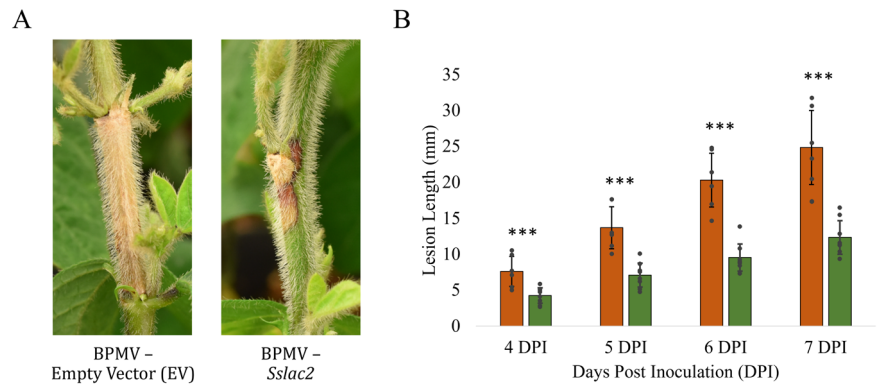 A
BPMV –
Empty Vector (EV)
BPMV –
Sslac2
B
Lesion Length (mm)
35
30
25
20
15
10
5
0
***
***
***
***
4 DPI
5 DPI
6 DPI
7 DPI
Days Post Inoculation (DPI)